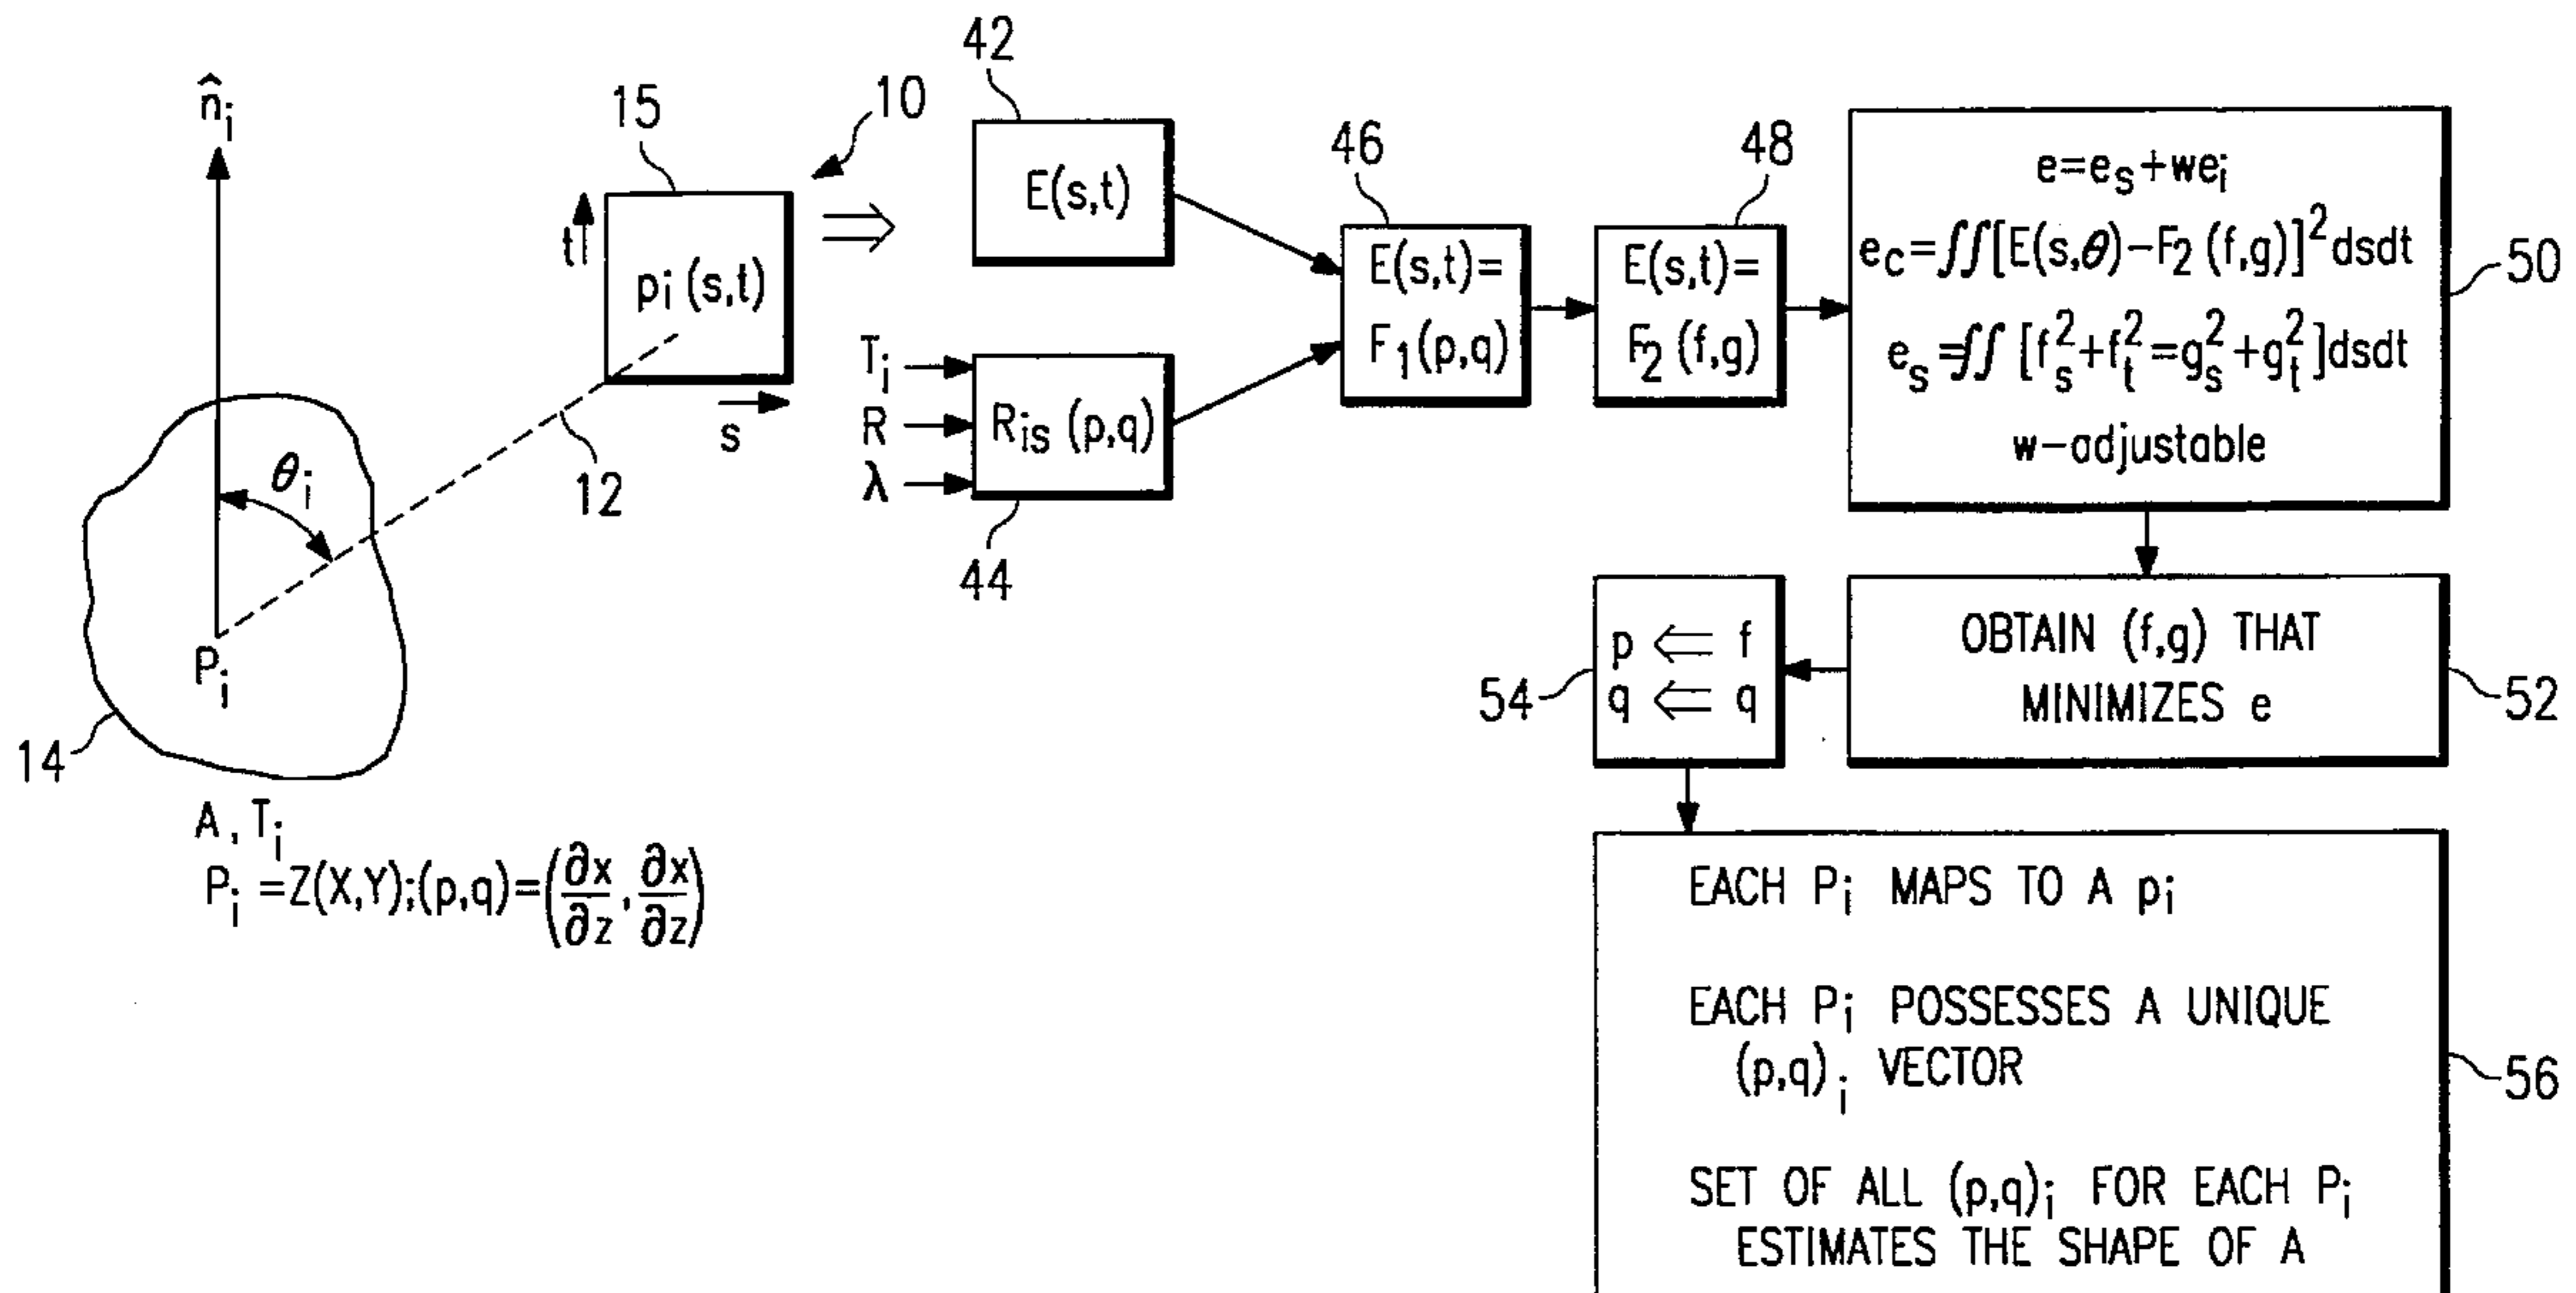 n̂i
15
10
t
pi (s,t)
s
12
θi
Pi
14
A, Ti
Pi =Z(X,Y);(p,q)=(∂x/∂z, ∂x/∂z)
42
E(s,t)
Ti
R
λ
Ris (p,q)
44
46
E(s,t)=
F1(p,q)
48
E(s,t)=
F2(f,g)
e=es+wei
ec=∫∫[E(s,θ)-F2(f,g)]²dsdt
es=∫∫ [fs²+ft²=gs²+gt²]dsdt
w-adjustable
50
OBTAIN (f,g) THAT
MINIMIZES e
52
p ⇐ f
q ⇐ q
54
EACH Pi MAPS TO A pi
EACH Pi POSSESSES A UNIQUE
(p,q)i VECTOR
SET OF ALL (p,q)i FOR EACH Pi
ESTIMATES THE SHAPE OF A
56